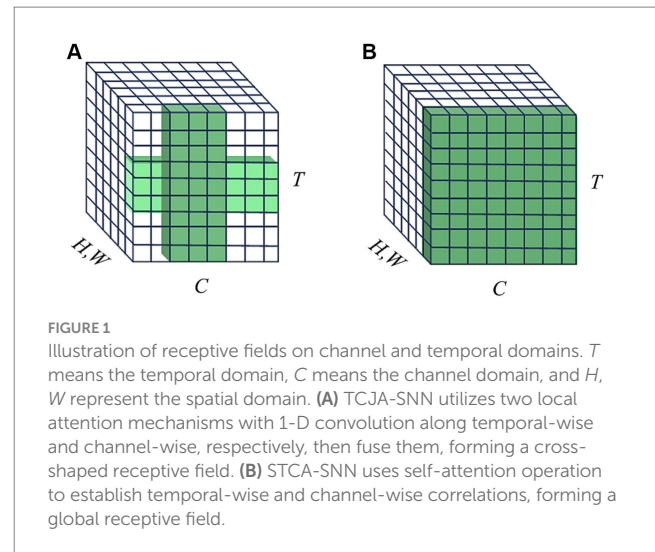 A
B
T
T
H,W
H,W
C
C
FIGURE 1
Illustration of receptive fields on channel and temporal domains. T
means the temporal domain, C means the channel domain, and H,
W represent the spatial domain. (A) TCJA-SNN utilizes two local
attention mechanisms with 1-D convolution along temporal-wise
and channel-wise, respectively, then fuse them, forming a cross-
shaped receptive field. (B) STCA-SNN uses self-attention operation
to establish temporal-wise and channel-wise correlations, forming a
global receptive field.